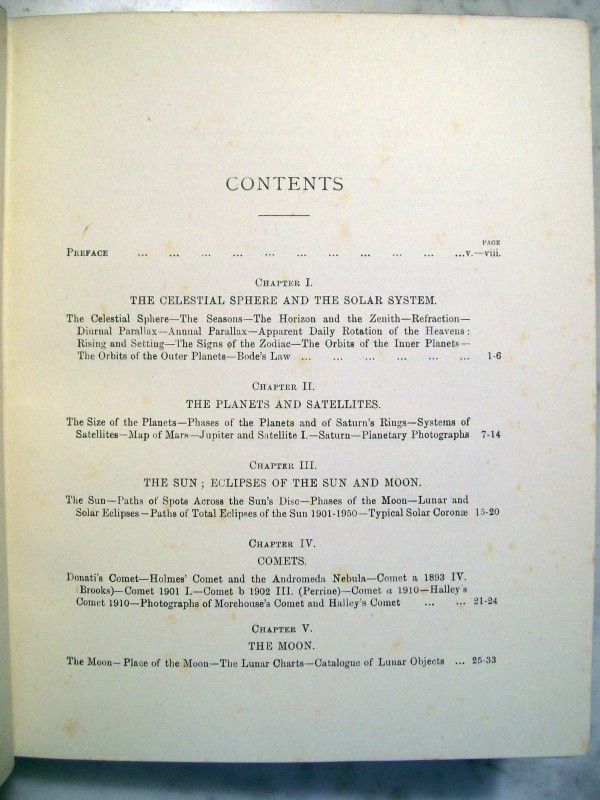 CONTENTS
PAGE
PREFACE ... ... ... ... ... ... ... ... ... ... ...v.—viii.
CHAPTER I.
THE CELESTIAL SPHERE AND THE SOLAR SYSTEM.
The Celestial Sphere—The Seasons—The Horizon and the Zenith—Refraction—
Diurnal Parallax—Annual Parallax—Apparent Daily Rotation of the Heavens:
Rising and Setting—The Signs of the Zodiac—The Orbits of the Inner Planets—
The Orbits of the Outer Planets—Bode's Law ... ... ... ... ... ... 1-6
CHAPTER II.
THE PLANETS AND SATELLITES.
The Size of the Planets—Phases of the Planets and of Saturn's Rings—Systems of
Satellites—Map of Mars—Jupiter and Satellite I.—Saturn—Planetary Photographs 7-14
CHAPTER III.
THE SUN; ECLIPSES OF THE SUN AND MOON.
The Sun—Paths of Spots Across the Sun's Disc—Phases of the Moon—Lunar and
Solar Eclipses—Paths of Total Eclipses of the Sun 1901-1950—Typical Solar Coronæ 15-20
CHAPTER IV.
COMETS.
Donati's Comet—Holmes' Comet and the Andromeda Nebula—Comet a 1893 IV.
(Brooks)—Comet 1901 I.—Comet b 1902 III. (Perrine)—Comet a 1910—Halley's
Comet 1910—Photographs of Morehouse's Comet and Halley's Comet ... ... 21-24
CHAPTER V.
THE MOON.
The Moon—Place of the Moon—The Lunar Charts—Catalogue of Lunar Objects ... 25-33